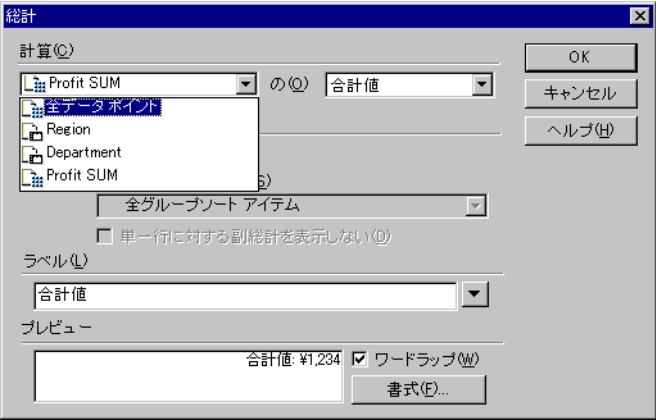 総計
計算(C)
Profit SUM の(O) 合計値
全データ ポイント
Region
Department
Profit SUM
S)
全グループソート アイテム
単一行に対する副総計を表示しない(D)
ラベル(L)
合計値
プレビュー
合計値: ¥1,234
ワードラップ(W)
書式(F)...
OK
キャンセル
ヘルプ(H)